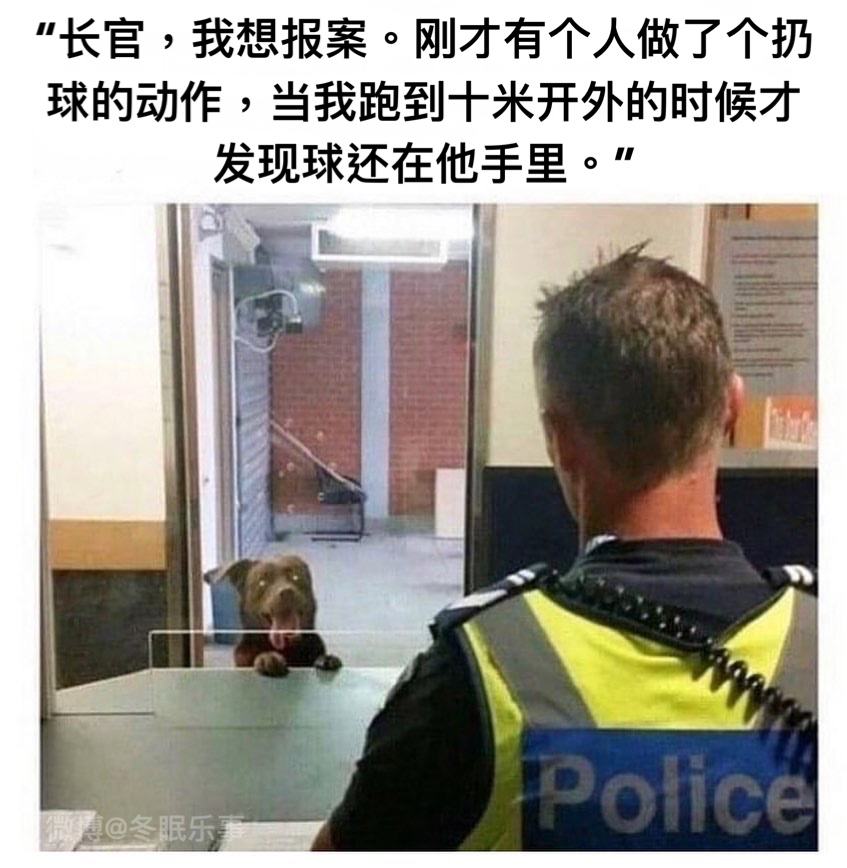 “长官，我想报案。刚才有个人做了个扔
球的动作，当我跑到十米开外的时候才
发现球还在他手里。”
Police
微博@冬眠乐事